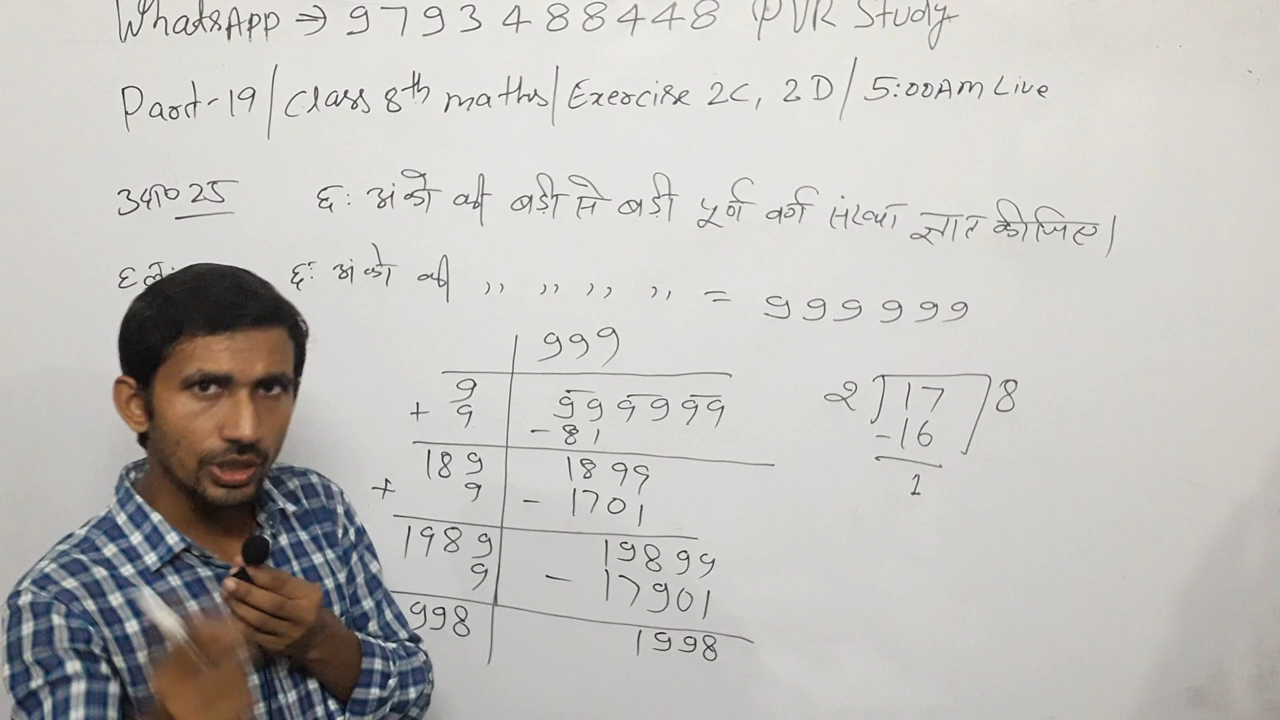 WhatsApp ⇒ 9793488448 PVR Study
Part-19 / Class 8th maths / Exercise 2C, 2D / 5:00AM Live
उदा० 25 छः अंको की बड़ी से बड़ी पूर्ण वर्ग संख्या ज्ञात कीजिए।
हल: छः अंको की ,, ,, ,, ,, = 999999
999
9 999999
+ 9 -81
189 1899
+ 9 - 1701
1989 19899
9 - 17901
998 1998
2 ) 17 ( 8
-16
1